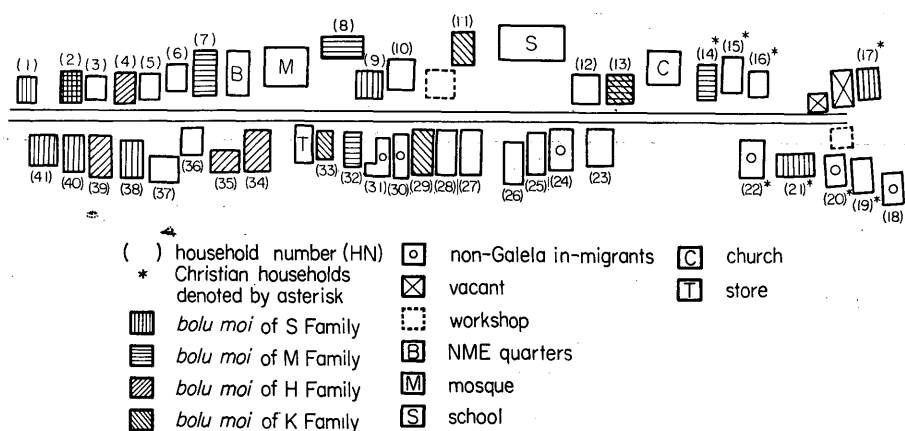 (8)
(11)
(1)
(2)
(3)
(4)
(5)
(6)
(7)
B
M
(9)
(10)
S
(12)
(13)
C
(14)*
(15)*
(16)*
(17)*
T
(41)
(40)
(39)
(38)
(37)
(36)
(35)
(34)
(33)
(32)
(31)
(30)
(29)
(28)
(27)
(26)
(25)
(24)
(23)
(22)*
(21)*
(20)*
(19)*
(18)
( ) household number (HN)
* Christian households
denoted by asterisk
bolu moi of S Family
bolu moi of M Family
bolu moi of H Family
bolu moi of K Family
non-Galela in-migrants
vacant
workshop
B NME quarters
M mosque
S school
C church
T store